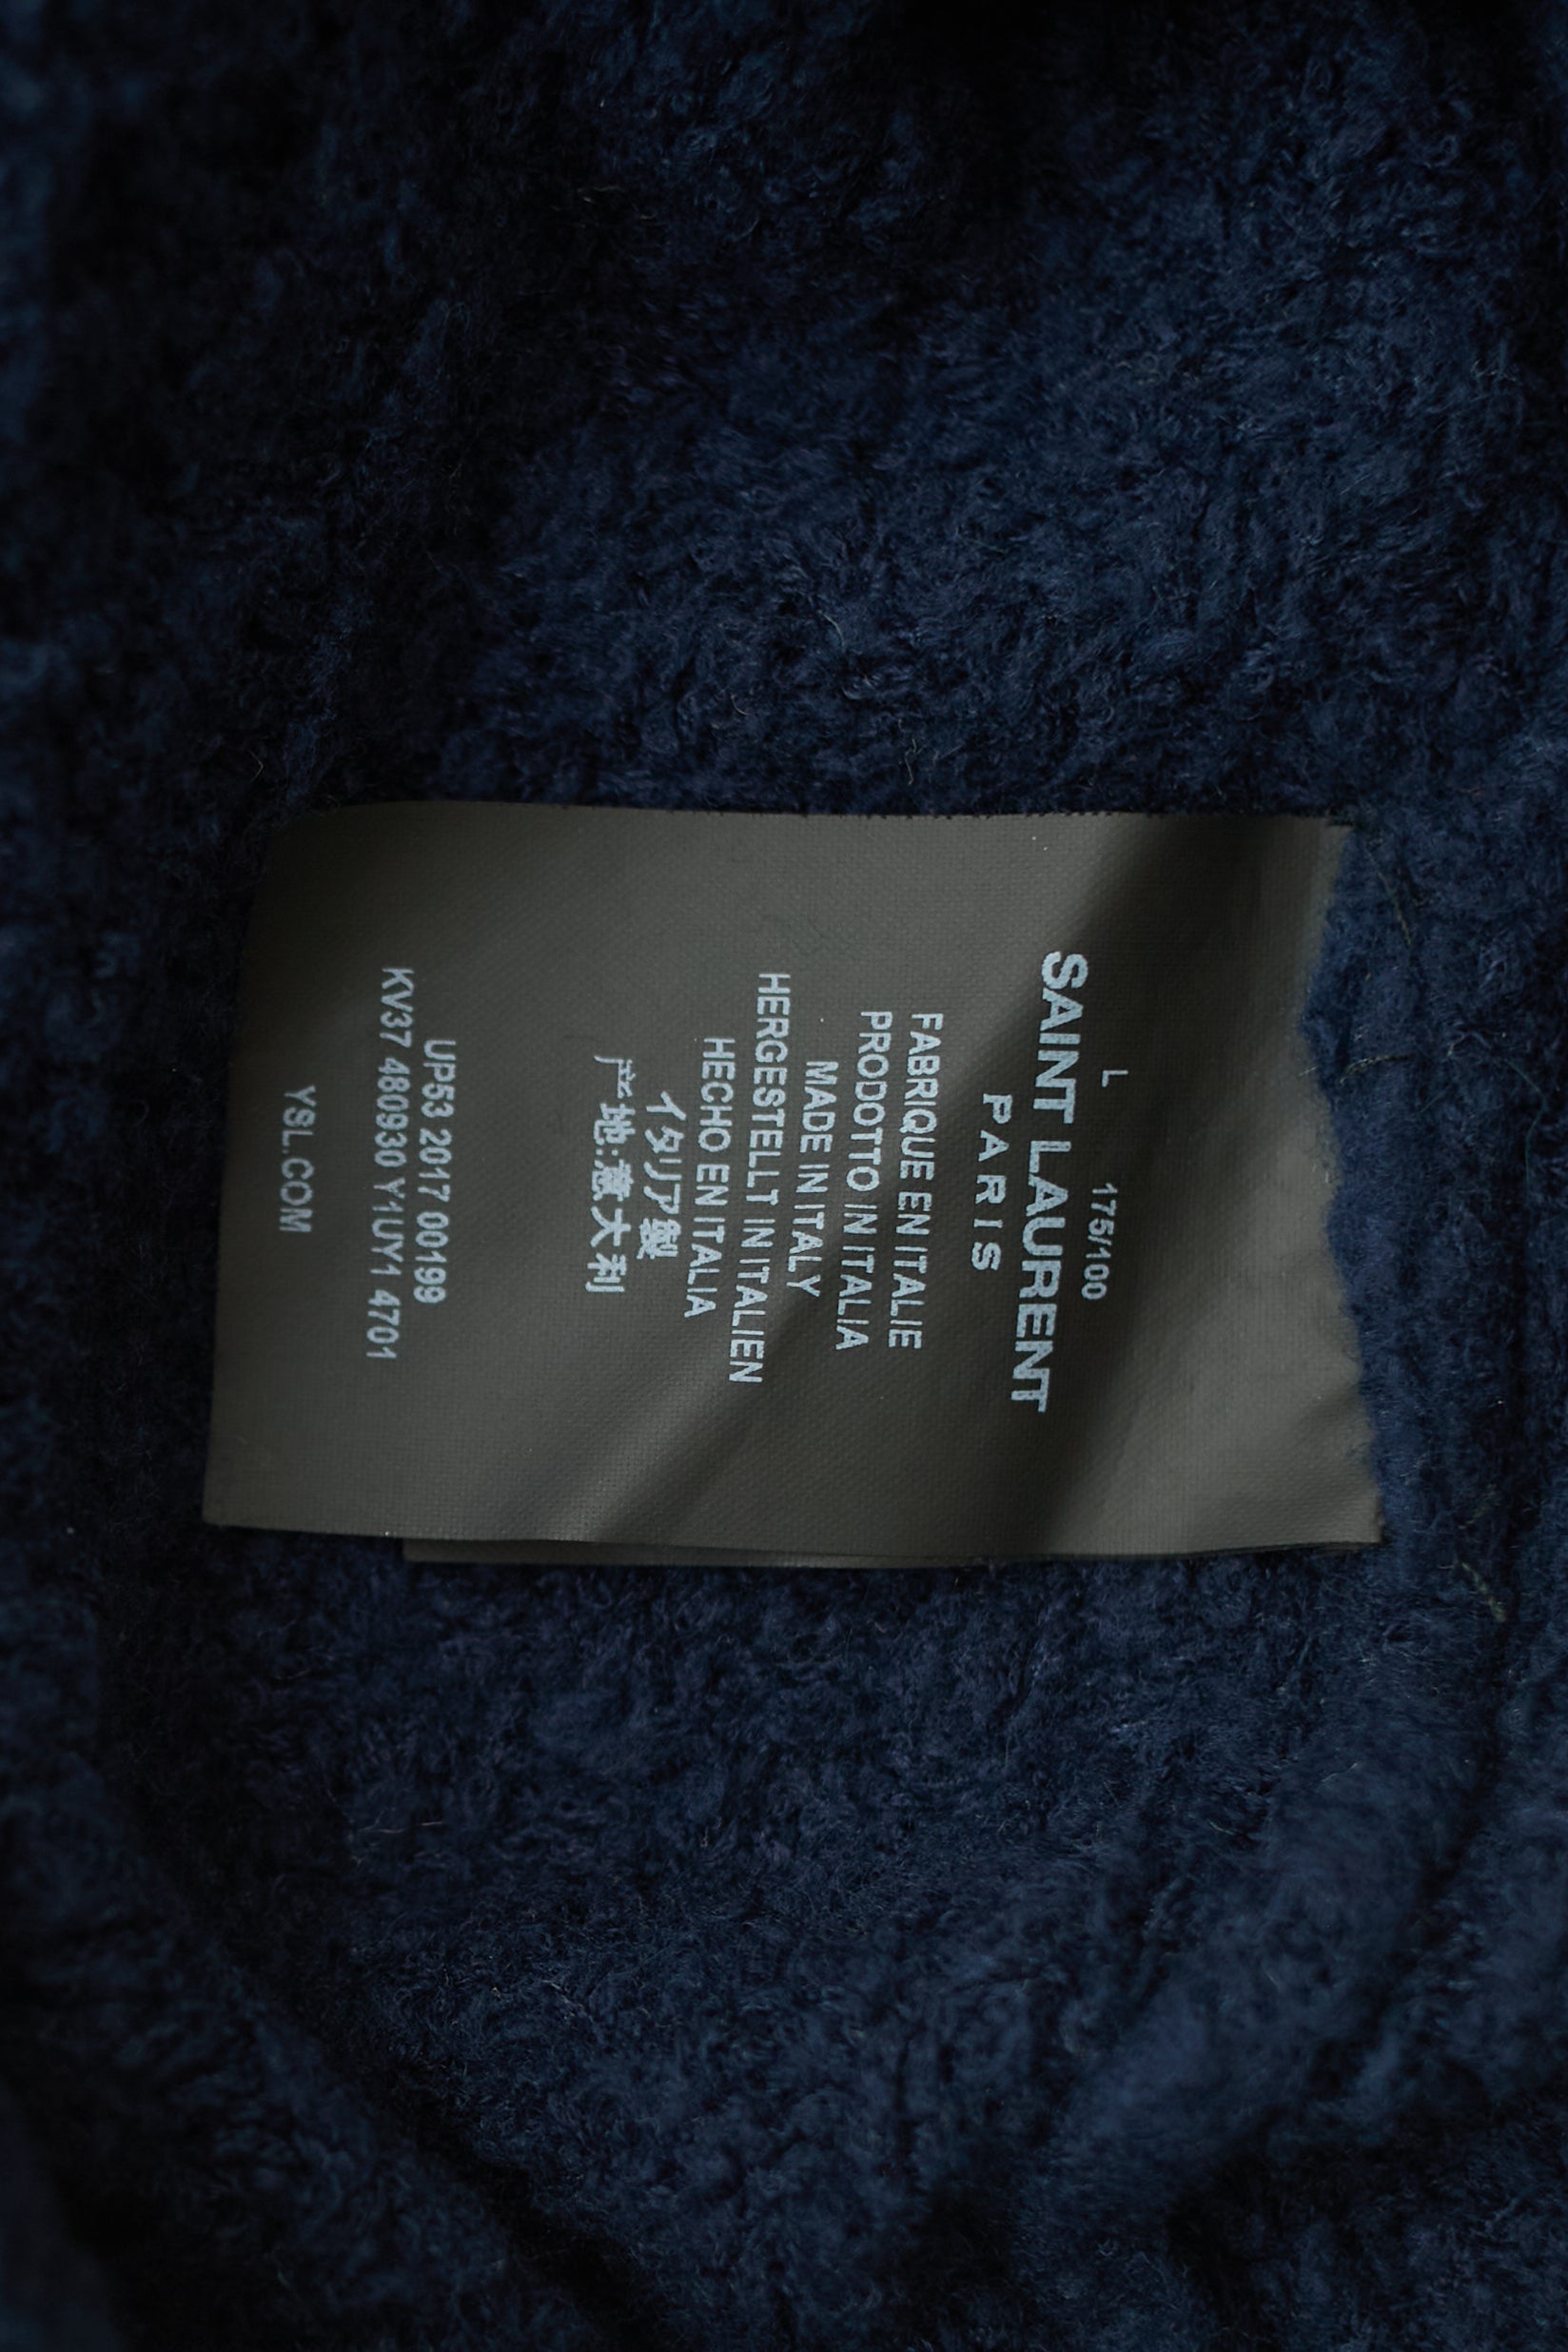 L 175/100
SAINT LAURENT
PARIS
FABRIQUE EN ITALIE
PRODOTTO IN ITALIA
MADE IN ITALY
HERGESTELLT IN ITALIEN
HECHO EN ITALIA
イタリア製
产地:意大利
UP53 2017 00199
KV37 480930 Y1UY1 4701
YSL.COM